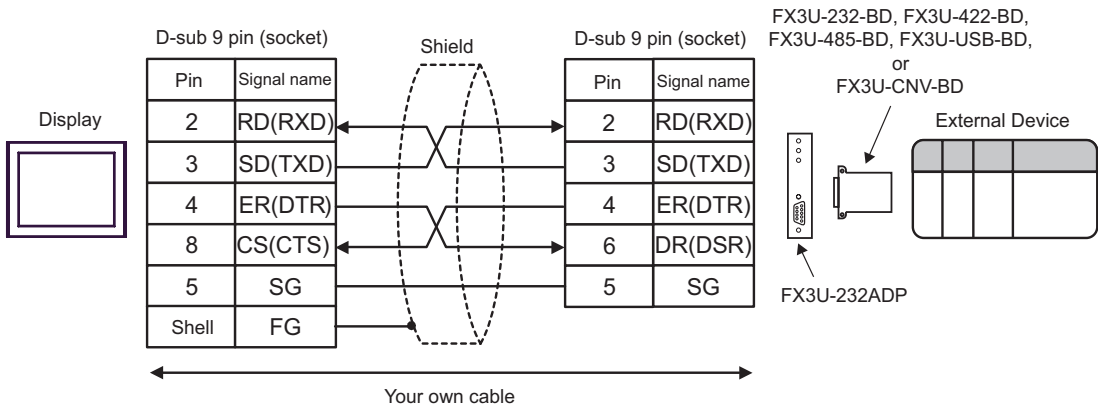 FX3U-232-BD, FX3U-422-BD,
FX3U-485-BD, FX3U-USB-BD,
or
FX3U-CNV-BD
D-sub 9 pin (socket)
Shield
D-sub 9 pin (socket)
Pin Signal name
Pin Signal name
Display
External Device
2 RD(RXD)
2 RD(RXD)
3 SD(TXD)
3 SD(TXD)
4 ER(DTR)
4 ER(DTR)
8 CS(CTS)
6 DR(DSR)
5 SG
5 SG
Shell FG
FX3U-232ADP
Your own cable